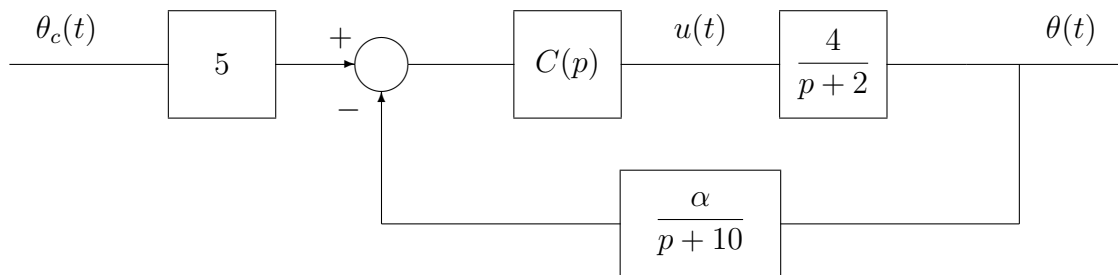 θ_c(t) u(t) θ(t)
+
5 C(p) 4/(p + 2)
−
α/(p + 10)